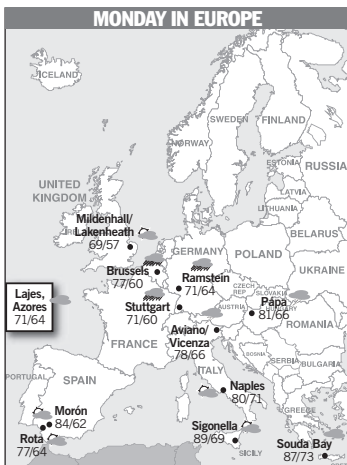 MONDAY IN EUROPE
ICELAND
SWEDEN
FINLAND
NORWAY
ESTONIA
RUSSIA
LATVIA
LITHUANIA
UNITED
KINGDOM
BELARUS
Mildenhall/
Lakenheath
69/57
GERMANY
POLAND
UKRAINE
Brussels
77/60
Ramstein
71/64
CZECH
REP
SLOVAKIA
Lajes,
Azores
71/64
Stuttgart
71/60
AUSTRIA
HUNGARY
Pápa
81/66
ROMANIA
FRANCE
Aviano/
Vicenza
78/66
BOSNIA
SERBIA
BULGARIA
ITALY
PORTUGAL
SPAIN
Naples
80/71
GREECE
Morón
84/62
Rota
77/64
Sigonella
89/69
SICILY
Souda Bay
87/73